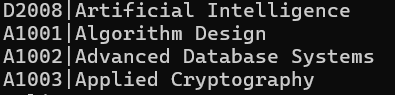 D2008|Artificial Intelligence
A1001|Algorithm Design
A1002|Advanced Database Systems
A1003|Applied Cryptography